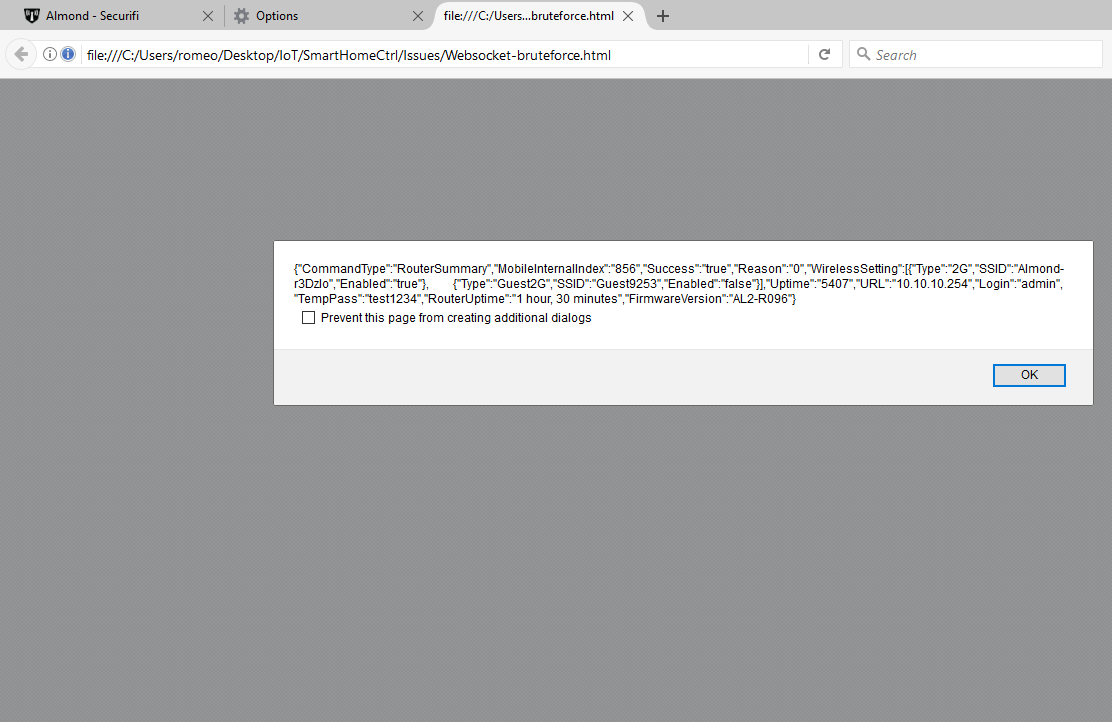 Almond - Securifi
Options
file:///C:/Users...bruteforce.html
file:///C:/Users/romeo/Desktop/IoT/SmartHomeCtrl/Issues/Websocket-bruteforce.html
Search
{"CommandType":"RouterSummary","MobileInternalIndex":"856","Success":"true","Reason":"0","WirelessSetting":[{"Type":"2G","SSID":"Almond-
r3Dzlo","Enabled":"true"}, {"Type":"Guest2G","SSID":"Guest9253","Enabled":"false"}],"Uptime":"5407","URL":"10.10.10.254","Login":"admin",
"TempPass":"test1234","RouterUptime":"1 hour, 30 minutes","FirmwareVersion":"AL2-R096"}
Prevent this page from creating additional dialogs
OK